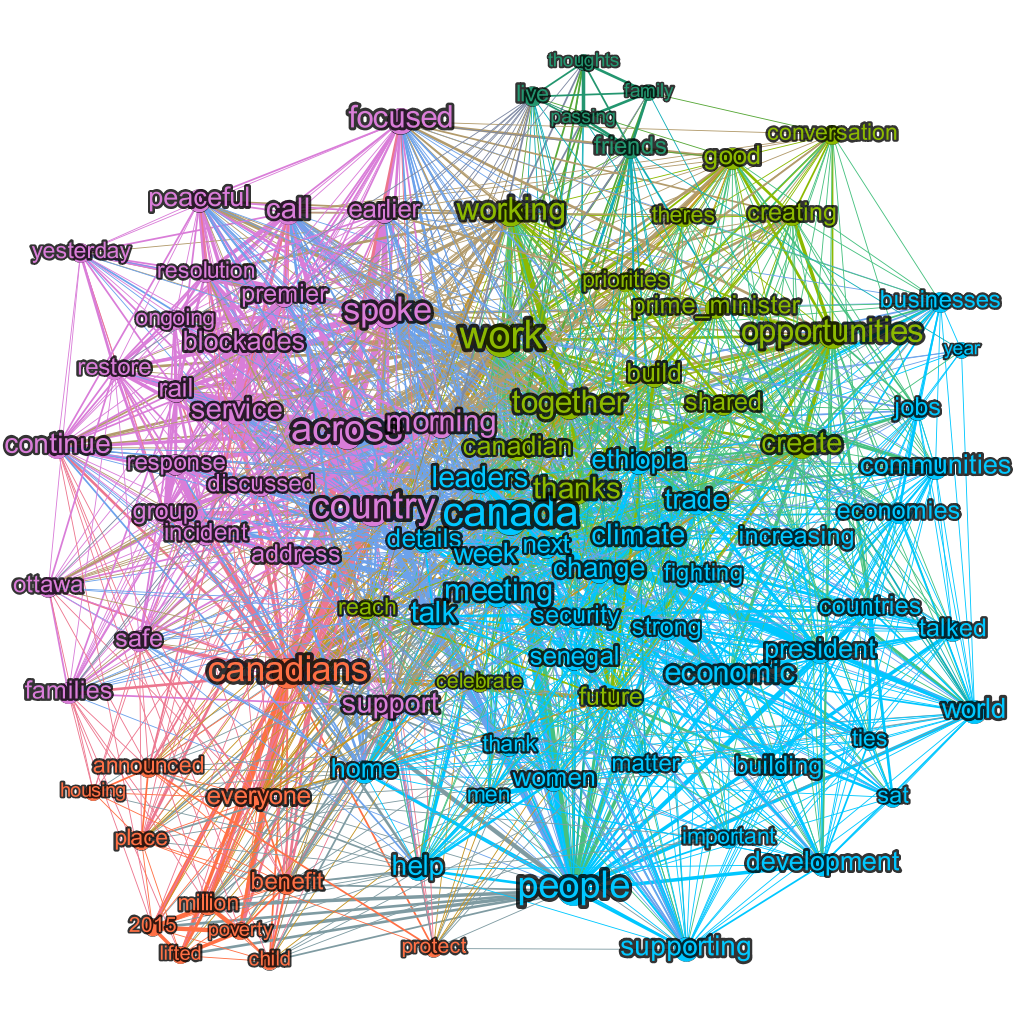 thoughts
live
family
passing
focused
conversation
friends
good
peaceful
call
earlier
working
theres
creating
yesterday
resolution
premier
priorities
businesses
ongoing
spoke
prime_minister
blockades
work
opportunities
year
restore
rail
build
service
together
shared
jobs
across
morning
continue
canadian
create
response
discussed
leaders
ethiopia
communities
thanks
trade
group
country
canada
economies
incident
details
next
climate
increasing
address
week
change
fighting
ottawa
meeting
reach
talk
security
countries
safe
strong
talked
senegal
president
canadians
economic
families
celebrate
future
support
world
thank
ties
announced
home
women
matter
building
housing
everyone
men
sat
place
important
help
development
benefit
people
million
2015
poverty
lifted
child
protect
supporting